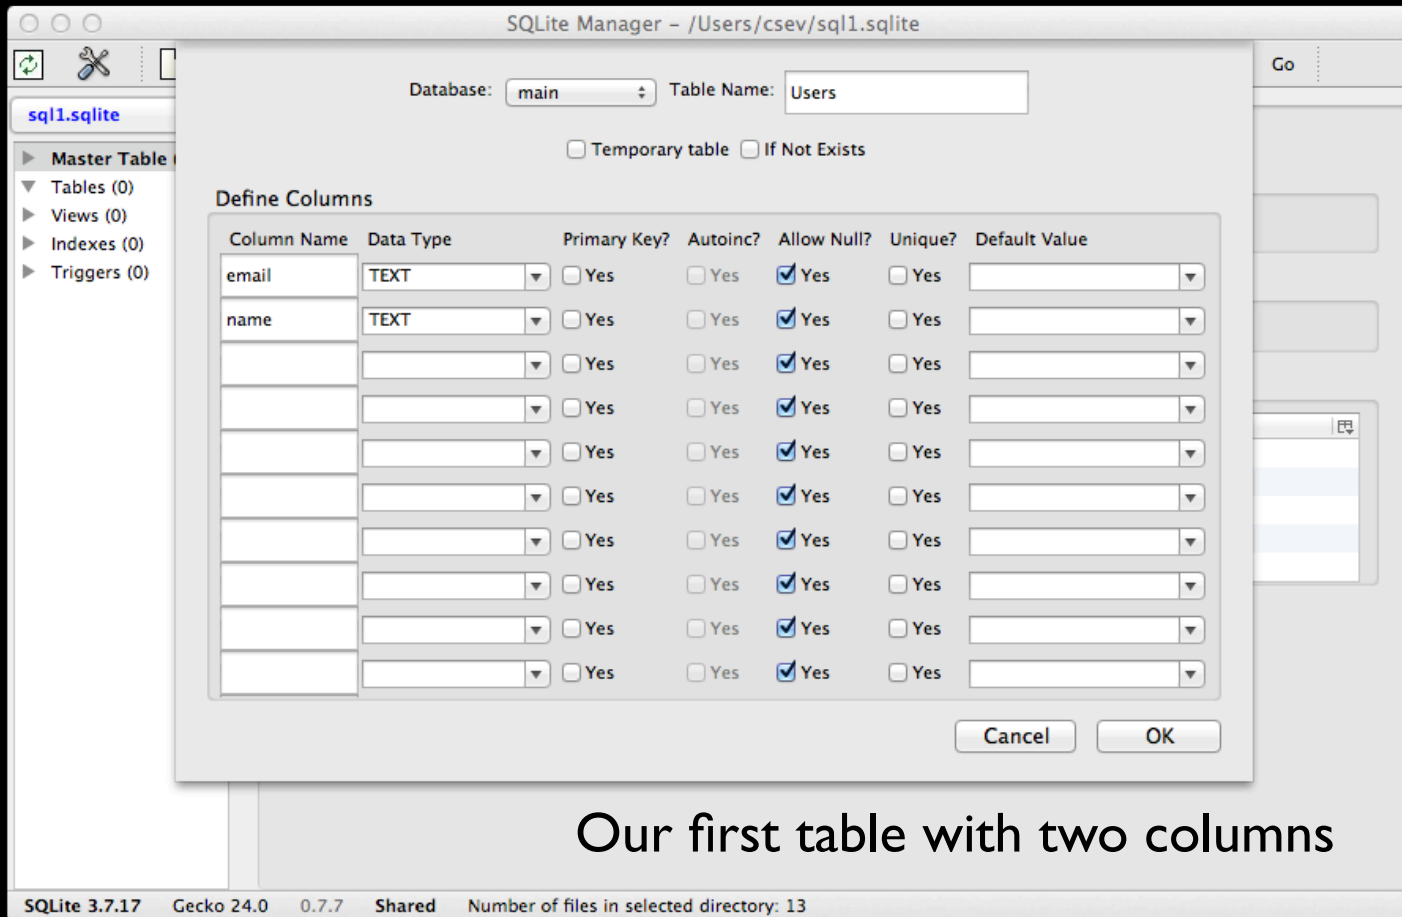 SQLite Manager – /Users/csev/sql1.sqlite
Go
Database: main Table Name: Users
sql1.sqlite
Temporary table If Not Exists
Master Table
Tables (0)
Views (0)
Indexes (0)
Triggers (0)
Define Columns
Column Name Data Type Primary Key? Autoinc? Allow Null? Unique? Default Value
email TEXT Yes Yes Yes Yes
name TEXT Yes Yes Yes Yes
Yes Yes Yes Yes
Yes Yes Yes Yes
Yes Yes Yes Yes
Yes Yes Yes Yes
Yes Yes Yes Yes
Yes Yes Yes Yes
Yes Yes Yes Yes
Yes Yes Yes Yes
Cancel OK
Our first table with two columns
SQLite 3.7.17 Gecko 24.0 0.7.7 Shared Number of files in selected directory: 13